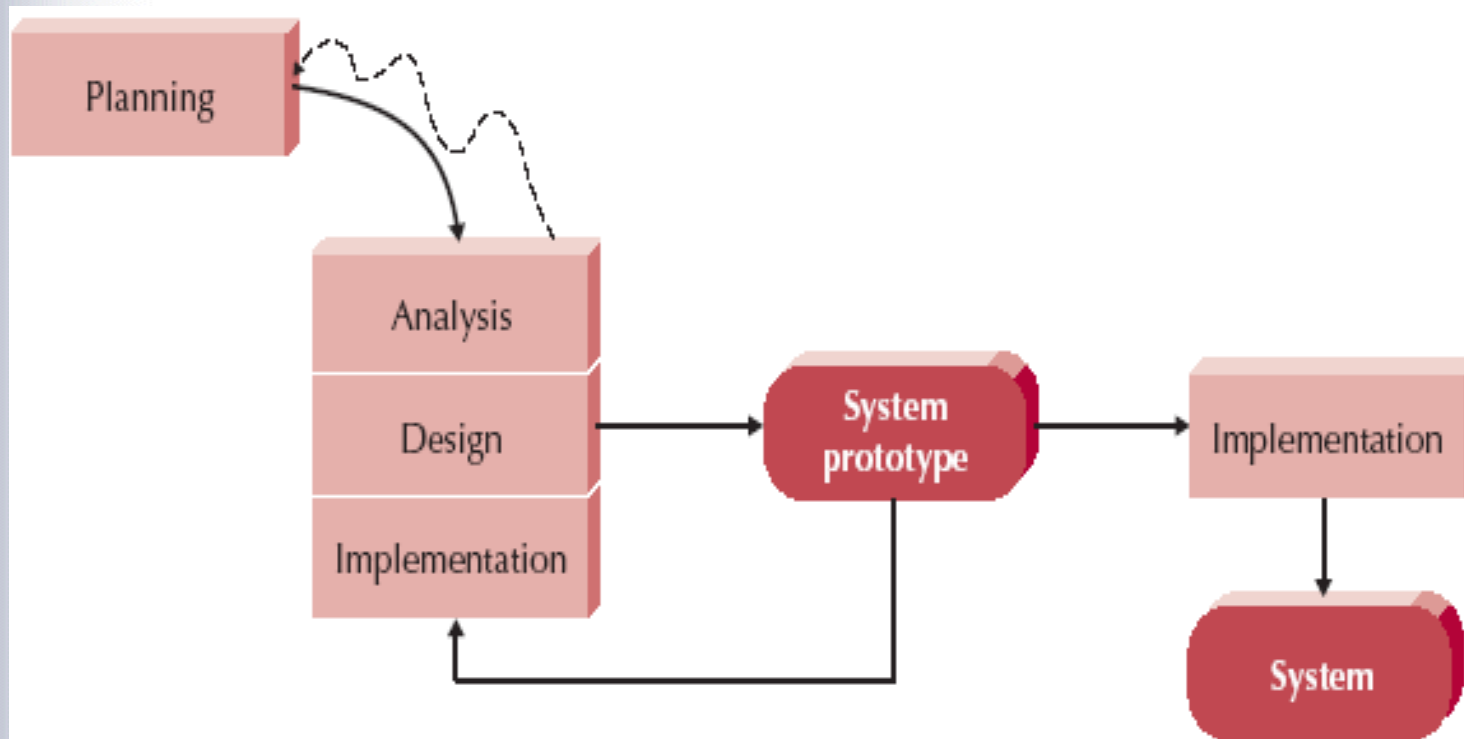 Planning
Analysis
Design
Implementation
System
prototype
Implementation
System